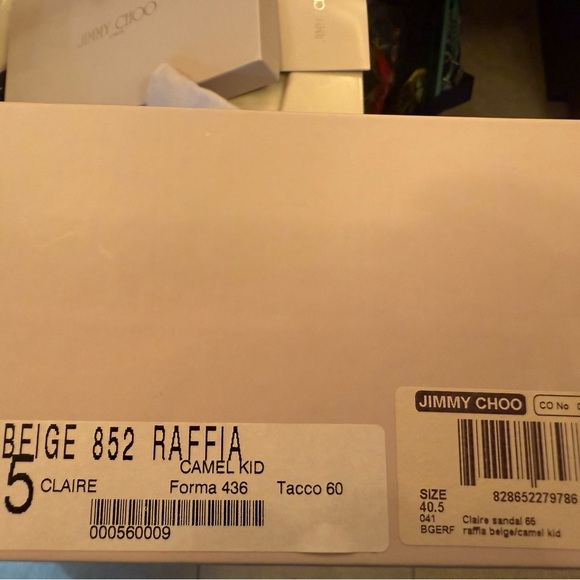 JIMMY CHOO
BEIGE 852 RAFFIA
CAMEL KID
5 CLAIRE Forma 436 Tacco 60
000560009
JIMMY CHOO
CO No
828652279786
SIZE
40.5
041 Claire sandal 65
BGERF raffia beige/camel kid